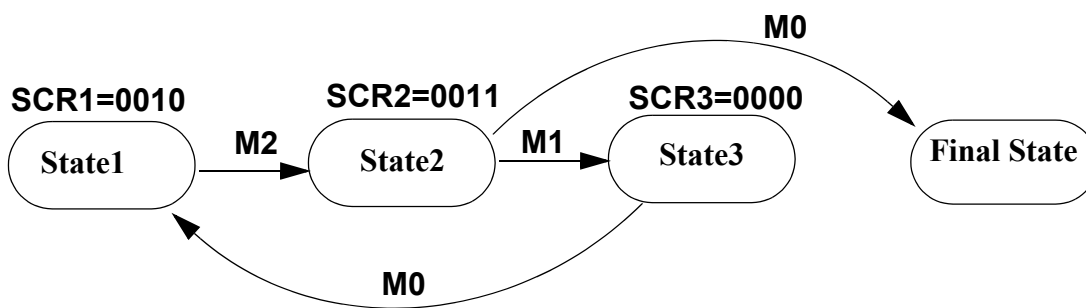 M0
SCR1=0010
SCR2=0011
SCR3=0000
State1
M2
State2
M1
State3
Final State
M0